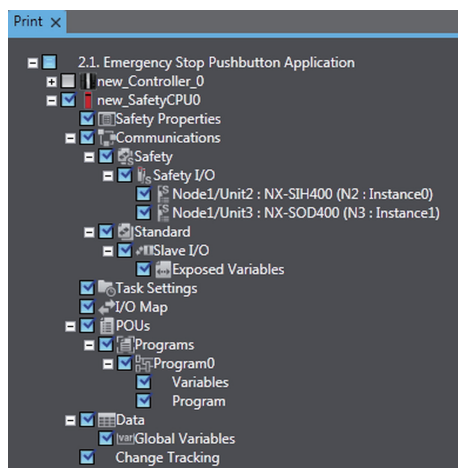 Print ×
2.1. Emergency Stop Pushbutton Application
new_Controller_0
new_SafetyCPU0
Safety Properties
Communications
Safety
Safety I/O
Node1/Unit2 : NX-SIH400 (N2 : Instance0)
Node1/Unit3 : NX-SOD400 (N3 : Instance1)
Standard
Slave I/O
Exposed Variables
Task Settings
I/O Map
POUs
Programs
Program0
Variables
Program
Data
Global Variables
Change Tracking